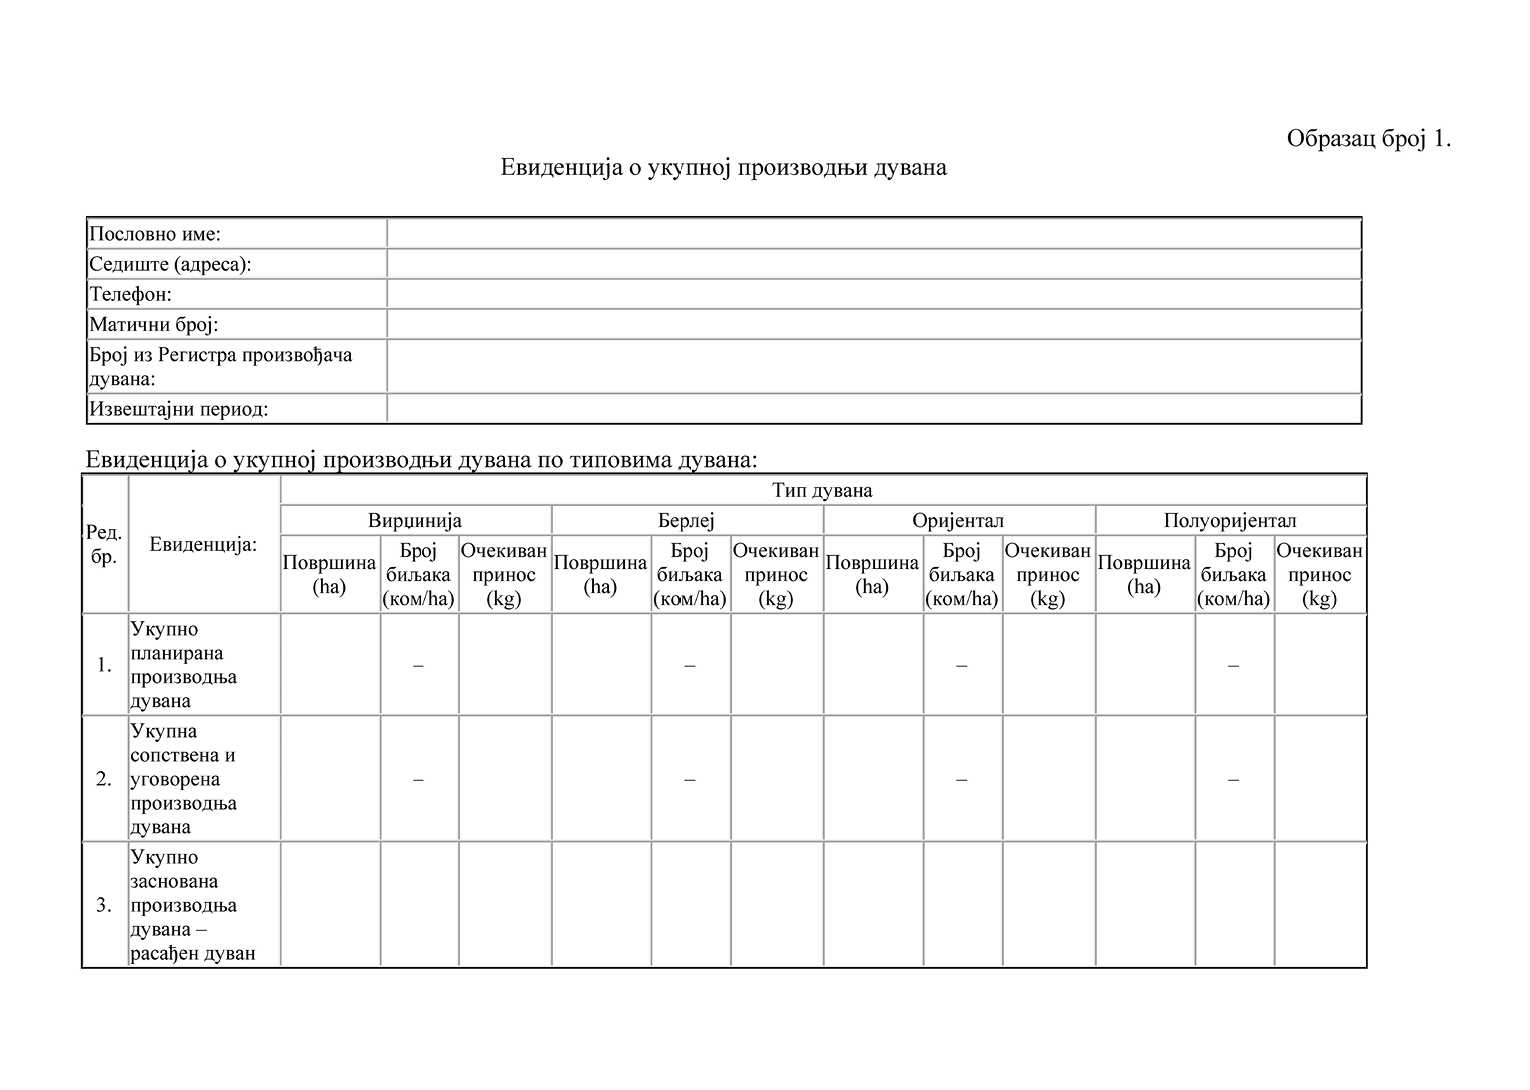 Образац број 1.
Евиденција о укупној производњи дувана
Пословно име:
Седиште (адреса):
Телефон:
Матични број:
Број из Регистра произвођача
дувана:
Извештајни период:
Евиденција о укупној производњи дувана по типовима дувана:
Ред.
бр.
Евиденција:
Тип дувана
Вирџинија
Берлеј
Оријентал
Полуоријентал
Површина
(ha)
Број
биљака
(ком/ha)
Очекиван
принос
(kg)
Површина
(ha)
Број
биљака
(ком/ha)
Очекиван
принос
(kg)
Површина
(ha)
Број
биљака
(ком/ha)
Очекиван
принос
(kg)
Површина
(ha)
Број
биљака
(ком/ha)
Очекиван
принос
(kg)
1.
Укупно
планирана
производња
дувана
–
–
–
–
2.
Укупна
сопствена и
уговорена
производња
дувана
–
–
–
–
3.
Укупно
заснована
производња
дувана –
расађен дуван